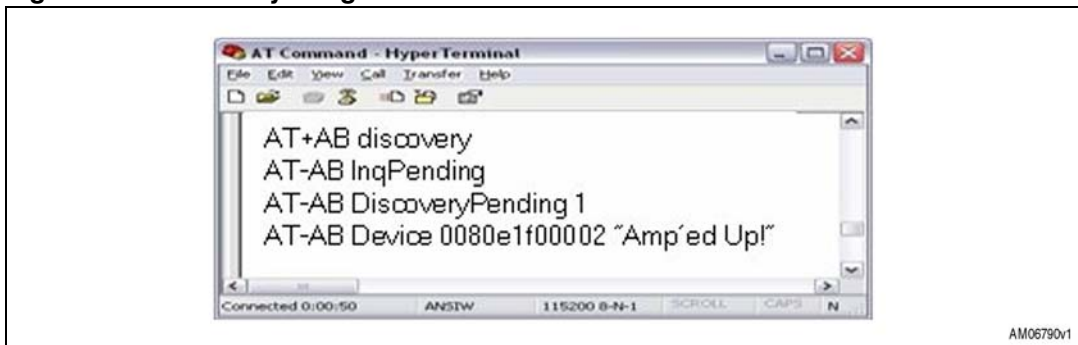 AT Command - HyperTerminal
File Edit View Call Transfer Help
AT+AB discovery
AT-AB InqPending
AT-AB DiscoveryPending 1
AT-AB Device 0080e1f00002 ˝Amp´ed Up!˝
Connected 0:00:50 ANSIW 115200 8-N-1 SCROLL CAPS N
AM06790v1